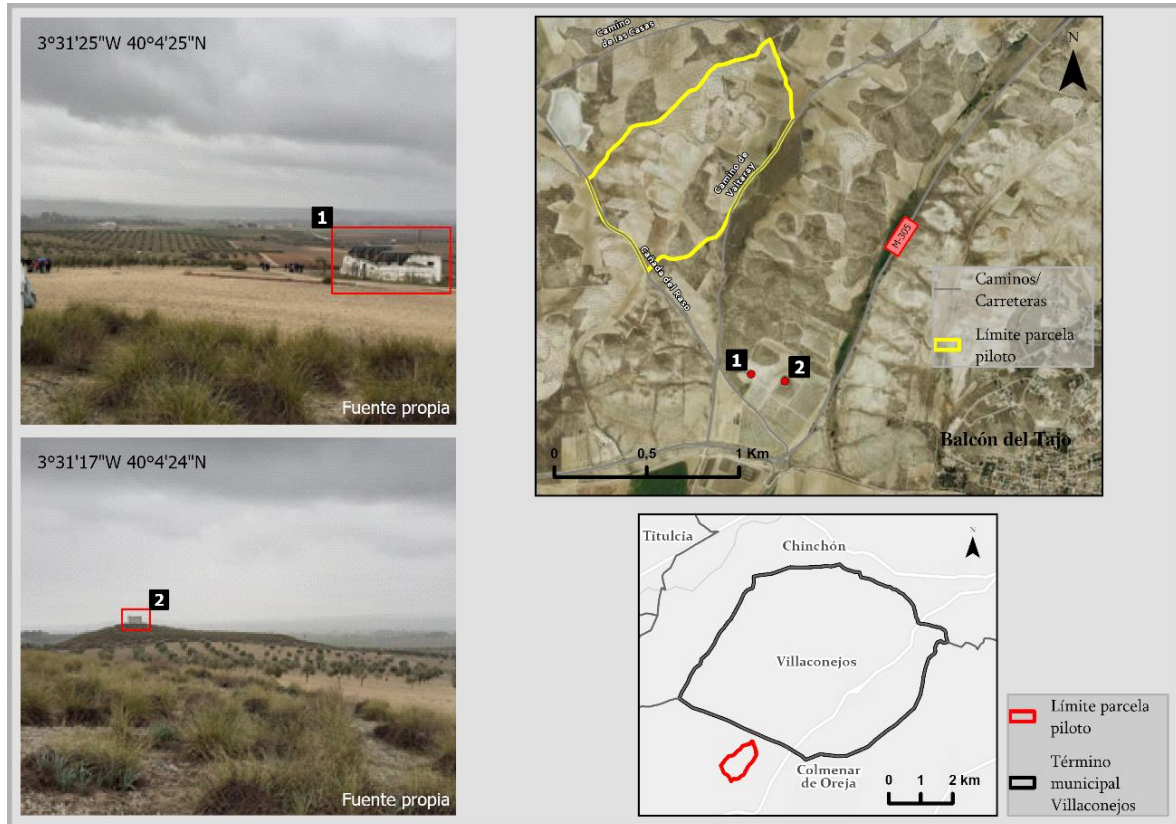 3°31'25"W 40°4'25"N
1
Fuente propia
3°31'17"W 40°4'24"N
2
Fuente propia
Camino
de las Casas
N
Camino de
Valtaray
Cañada del Raso
M-305
1
2
Caminos/
Carreteras
Límite parcela
piloto
Balcón del Tajo
0 0,5 1 Km
Titulcia
Chinchón
N
Villaconejos
Colmenar
de Oreja
0 1 2 km
Límite parcela
piloto
Término
municipal
Villaconejos